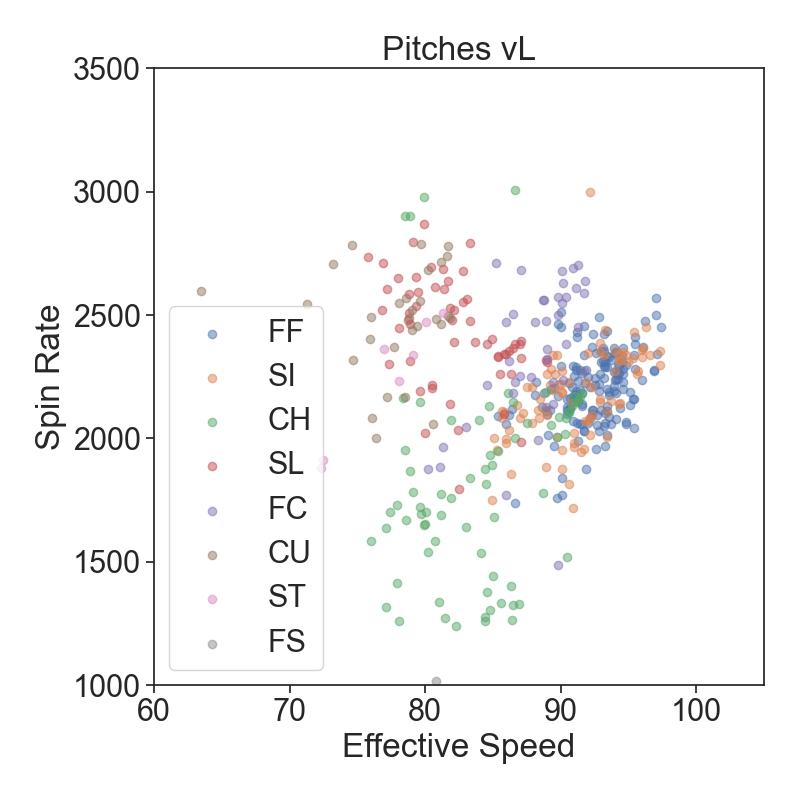 Pitches vL
3500
3000
2500
2000
1500
1000
Spin Rate
FF
SI
CH
SL
FC
CU
ST
FS
60 70 80 90 100
Effective Speed